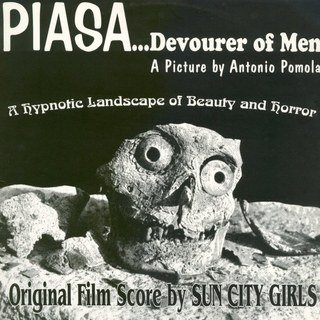 PIASA...Devourer of Men
A Picture by Antonio Pomola
A Hypnotic Landscape of Beauty and Horror
Original Film Score by SUN CITY GIRLS